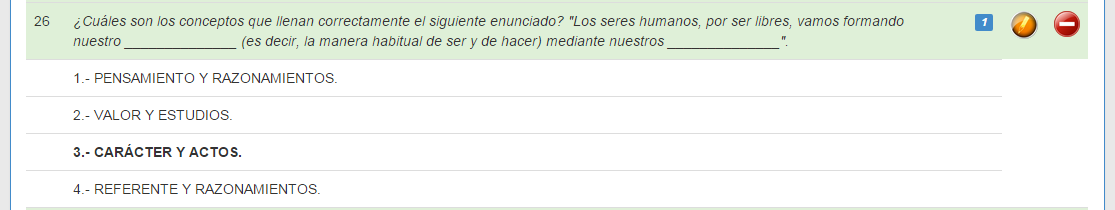 26 ¿Cuáles son los conceptos que llenan correctamente el siguiente enunciado? "Los seres humanos, por ser libres, vamos formando 1
nuestro _______________ (es decir, la manera habitual de ser y de hacer) mediante nuestros _______________".
1.- PENSAMIENTO Y RAZONAMIENTOS.
2.- VALOR Y ESTUDIOS.
3.- CARÁCTER Y ACTOS.
4.- REFERENTE Y RAZONAMIENTOS.